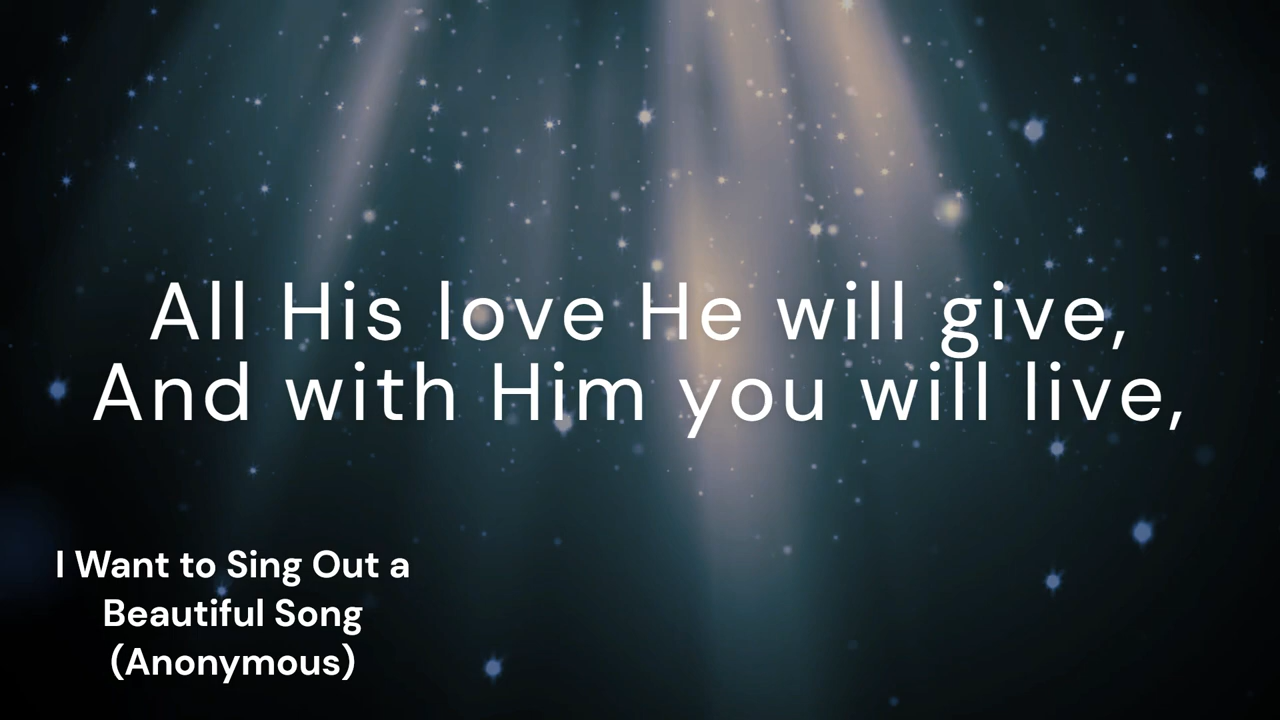 All His love He will give,
And with Him you will live,
I Want to Sing Out a
Beautiful Song
(Anonymous)